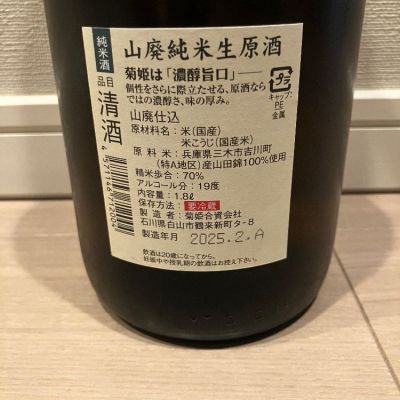 純米酒
品目
清酒
山廃純米生原酒
菊姫は「濃醇旨口」――
個性をさらに際立たせる、原酒なら
ではの濃醇さ、味の厚み。
山廃仕込
原材料名:米(国産)
米こうじ(国産米)
原料米:兵庫県三木市吉川町
(特A地区)産山田錦100%使用
精米歩合:70%
アルコール分:19度
内容量:1.8ℓ
保存方法:要冷蔵
製造者:菊姫合資会社
石川県白山市鶴来新町タ-8
製造年月 2025.2.A
飲酒は20歳になってから。
妊娠中や授乳期の飲酒はお控え下さい。
プラ
キャップ:
PE
金属